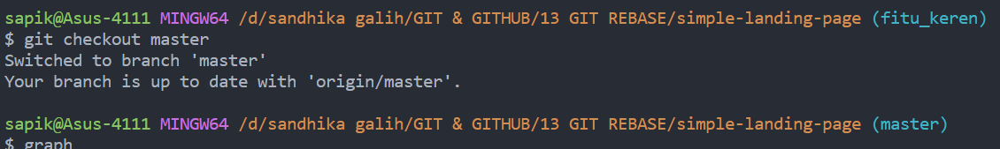 sapik@Asus-4111 MINGW64 /d/sandhika galih/GIT & GITHUB/13 GIT REBASE/simple-landing-page (fitu_keren)
$ git checkout master
Switched to branch 'master'
Your branch is up to date with 'origin/master'.
sapik@Asus-4111 MINGW64 /d/sandhika galih/GIT & GITHUB/13 GIT REBASE/simple-landing-page (master)
$ graph